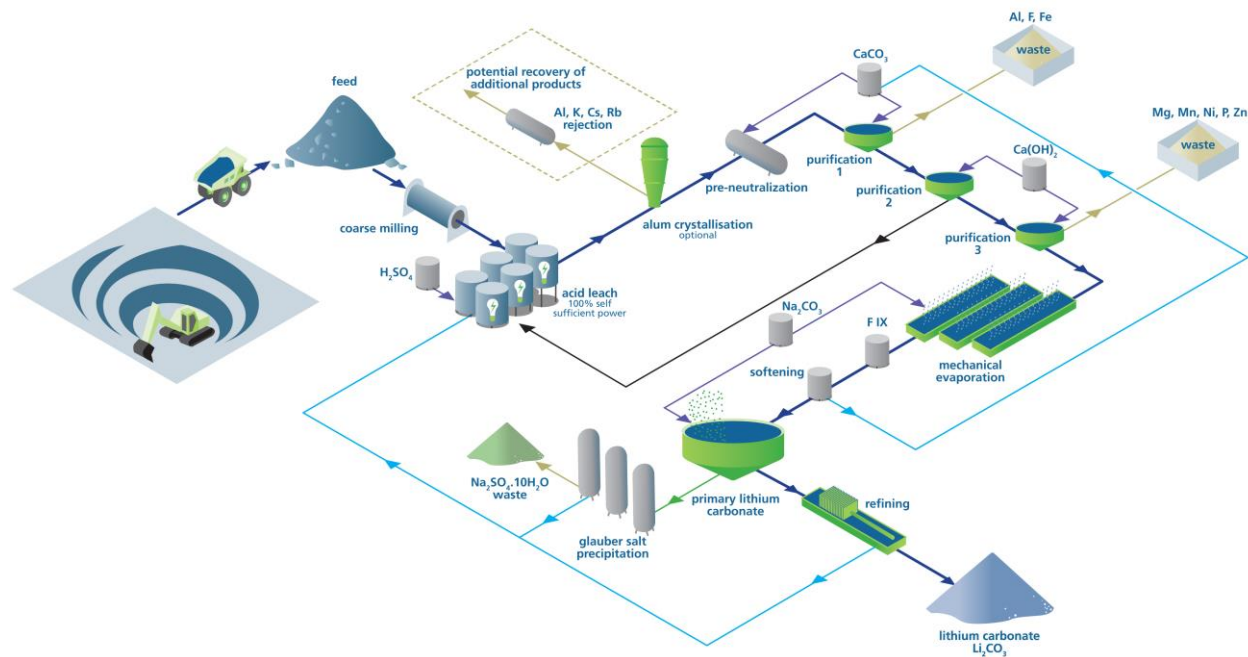 Al, F, Fe
waste
CaCO₃
feed
potential recovery of
additional products
Al, K, Cs, Rb
rejection
Mg, Mn, Ni, P, Zn
waste
Ca(OH)₂
purification
1
pre-neutralization
purification
2
alum crystallisation
optional
coarse milling
purification
3
H₂SO₄
acid leach
100% self
sufficient power
Na₂CO₃
F IX
softening
mechanical
evaporation
Na₂SO₄.10H₂O
waste
primary lithium
carbonate
refining
glauber salt
precipitation
lithium carbonate
Li₂CO₃